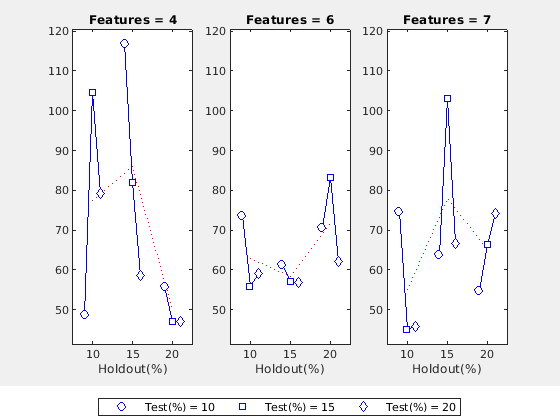 Features = 4 Features = 6 Features = 7
120 120 120
110 110 110
100 100 100
90 90 90
80 80 80
70 70 70
60 60 60
50 50 50
10 15 20 10 15 20 10 15 20
Holdout(%) Holdout(%) Holdout(%)
Test(%) = 10 Test(%) = 15 Test(%) = 20